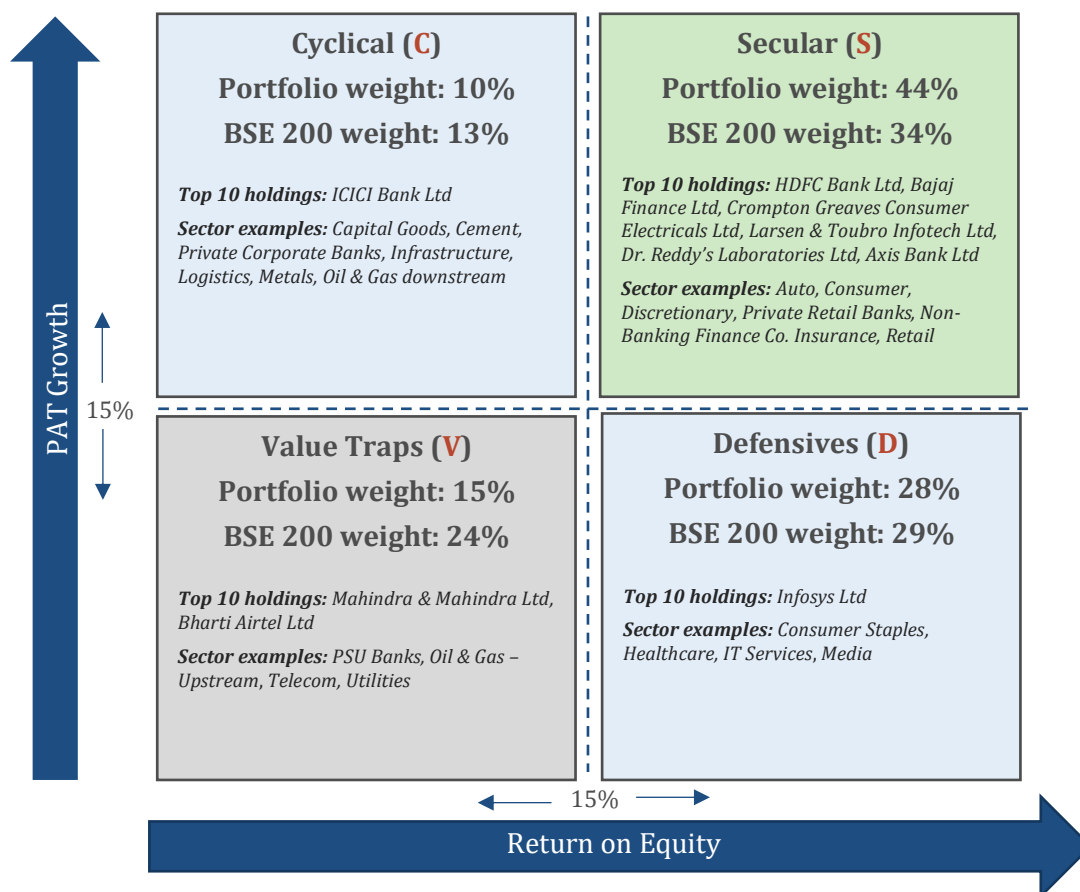 Cyclical (C)
Portfolio weight: 10%
BSE 200 weight: 13%
Top 10 holdings: ICICI Bank Ltd
Sector examples: Capital Goods, Cement,
Private Corporate Banks, Infrastructure,
Logistics, Metals, Oil & Gas downstream
Secular (S)
Portfolio weight: 44%
BSE 200 weight: 34%
Top 10 holdings: HDFC Bank Ltd, Bajaj
Finance Ltd, Crompton Greaves Consumer
Electricals Ltd, Larsen & Toubro Infotech Ltd,
Dr. Reddy’s Laboratories Ltd, Axis Bank Ltd
Sector examples: Auto, Consumer,
Discretionary, Private Retail Banks, Non-
Banking Finance Co. Insurance, Retail
PAT Growth
15%
Value Traps (V)
Portfolio weight: 15%
BSE 200 weight: 24%
Top 10 holdings: Mahindra & Mahindra Ltd,
Bharti Airtel Ltd
Sector examples: PSU Banks, Oil & Gas –
Upstream, Telecom, Utilities
Defensives (D)
Portfolio weight: 28%
BSE 200 weight: 29%
Top 10 holdings: Infosys Ltd
Sector examples: Consumer Staples,
Healthcare, IT Services, Media
15%
Return on Equity